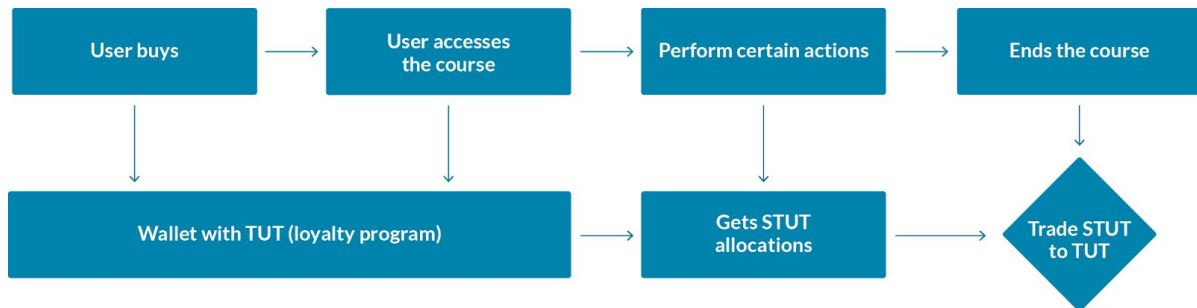 User buys
User accesses
the course
Perform certain actions
Ends the course
Wallet with TUT (loyalty program)
Gets STUT
allocations
Trade STUT
to TUT